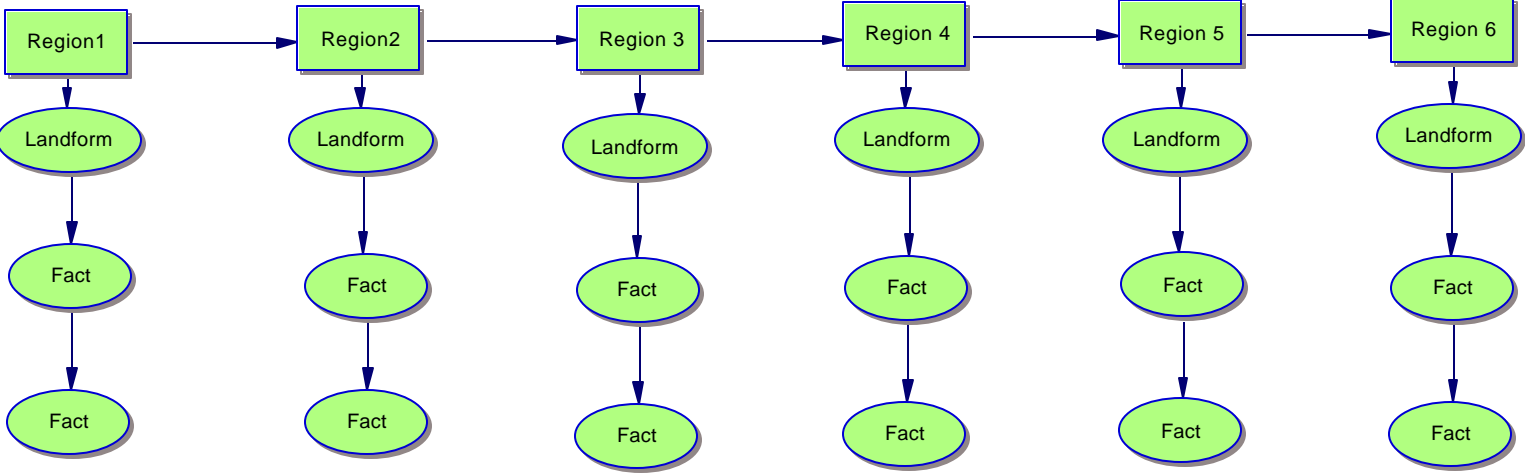 Region1
Region2
Region 3
Region 4
Region 5
Region 6
Landform
Landform
Landform
Landform
Landform
Landform
Fact
Fact
Fact
Fact
Fact
Fact
Fact
Fact
Fact
Fact
Fact
Fact